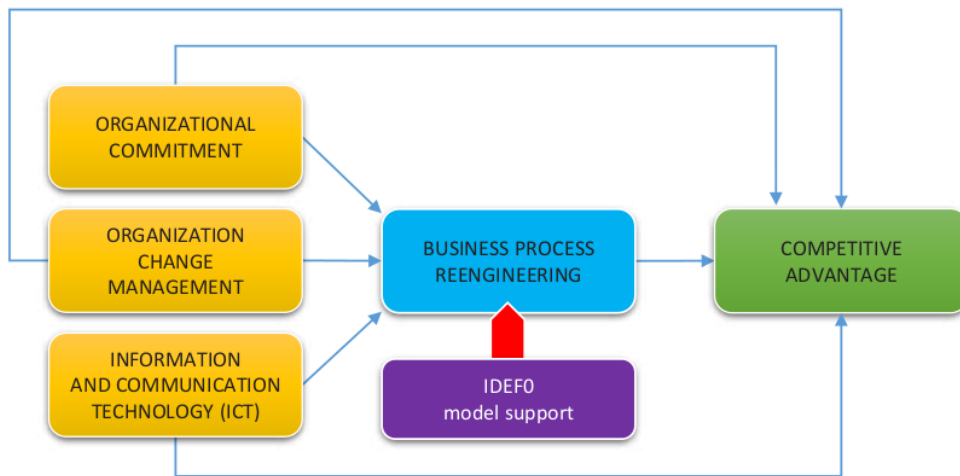 ORGANIZATIONAL
COMMITMENT
ORGANIZATION
CHANGE
MANAGEMENT
INFORMATION
AND COMMUNICATION
TECHNOLOGY (ICT)
BUSINESS PROCESS
REENGINEERING
IDEF0
model support
COMPETITIVE
ADVANTAGE